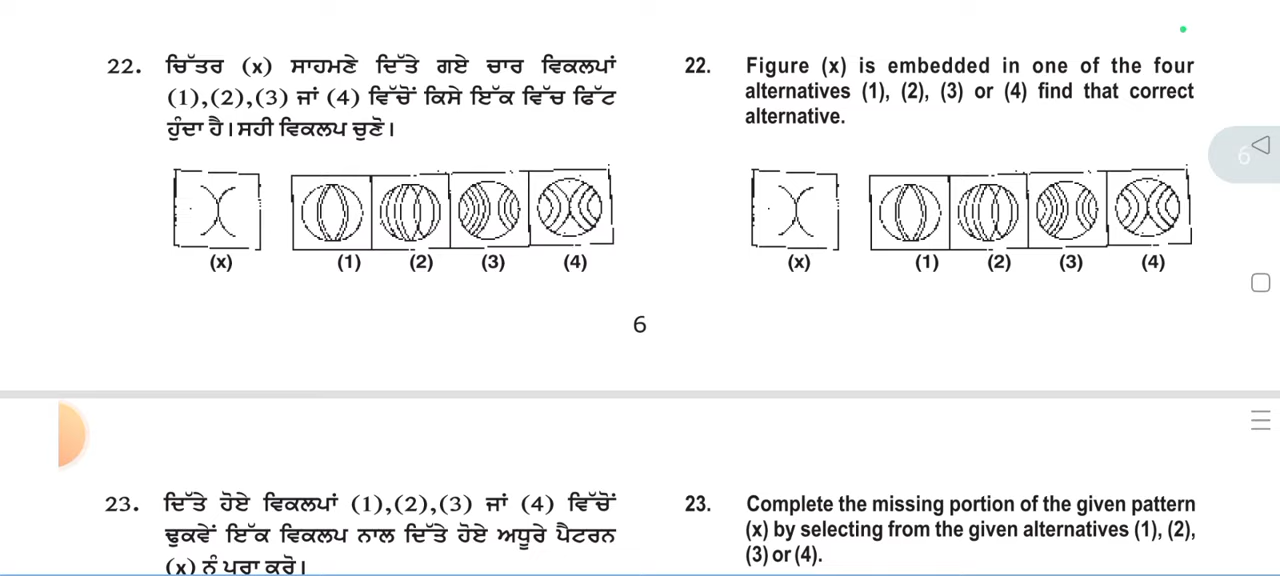 22. ਚਿੱਤਰ (x) ਸਾਹਮਣੇ ਦਿੱਤੇ ਗਏ ਚਾਰ ਵਿਕਲਪਾਂ
(1),(2),(3) ਜਾਂ (4) ਵਿੱਚੋਂ ਕਿਸੇ ਇੱਕ ਵਿੱਚ ਫਿੱਟ
ਹੁੰਦਾ ਹੈ। ਸਹੀ ਵਿਕਲਪ ਚੁਣੋ।
(x) (1) (2) (3) (4)
22. Figure (x) is embedded in one of the four
alternatives (1), (2), (3) or (4) find that correct
alternative.
(x) (1) (2) (3) (4)
6
6
23. ਦਿੱਤੇ ਹੋਏ ਵਿਕਲਪਾਂ (1),(2),(3) ਜਾਂ (4) ਵਿੱਚੋਂ
ਢੁਕਵੇਂ ਇੱਕ ਵਿਕਲਪ ਨਾਲ ਦਿੱਤੇ ਹੋਏ ਅਧੂਰੇ ਪੈਟਰਨ
(x) ਨੂੰ ਪੂਰਾ ਕਰੋ।
23. Complete the missing portion of the given pattern
(x) by selecting from the given alternatives (1), (2),
(3) or (4).